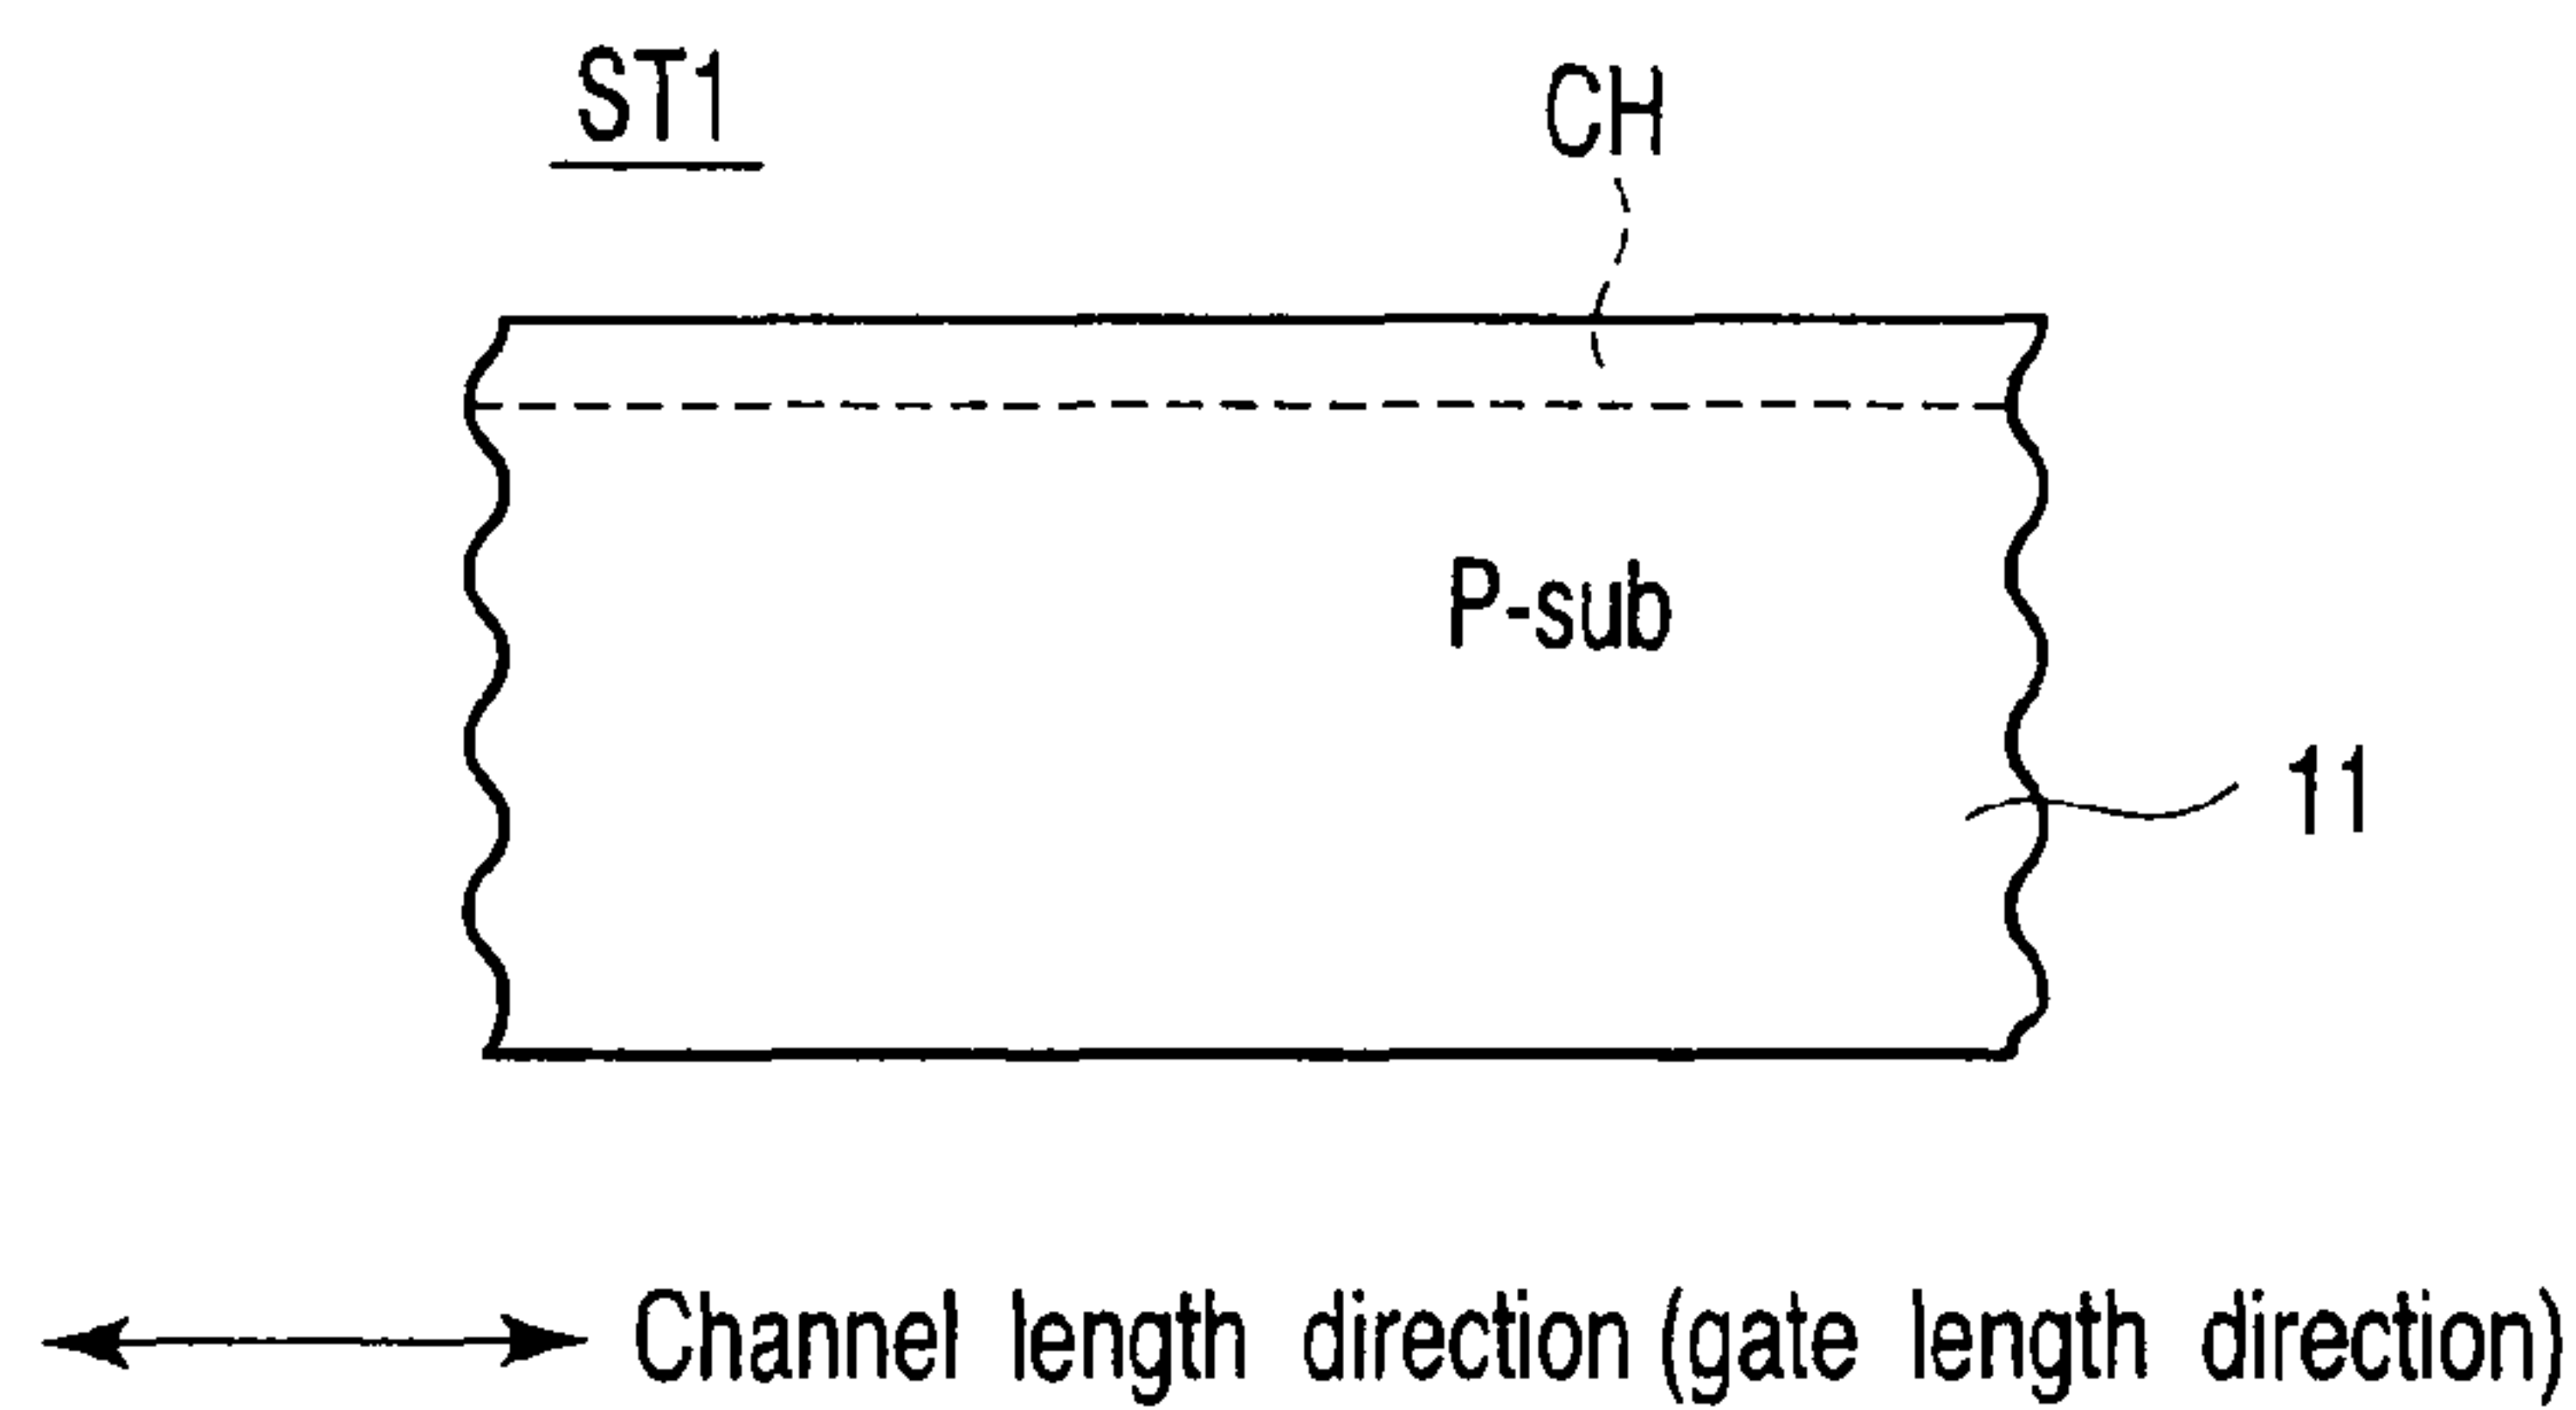 ST1
CH
P-sub
11
Channel length direction (gate length direction)